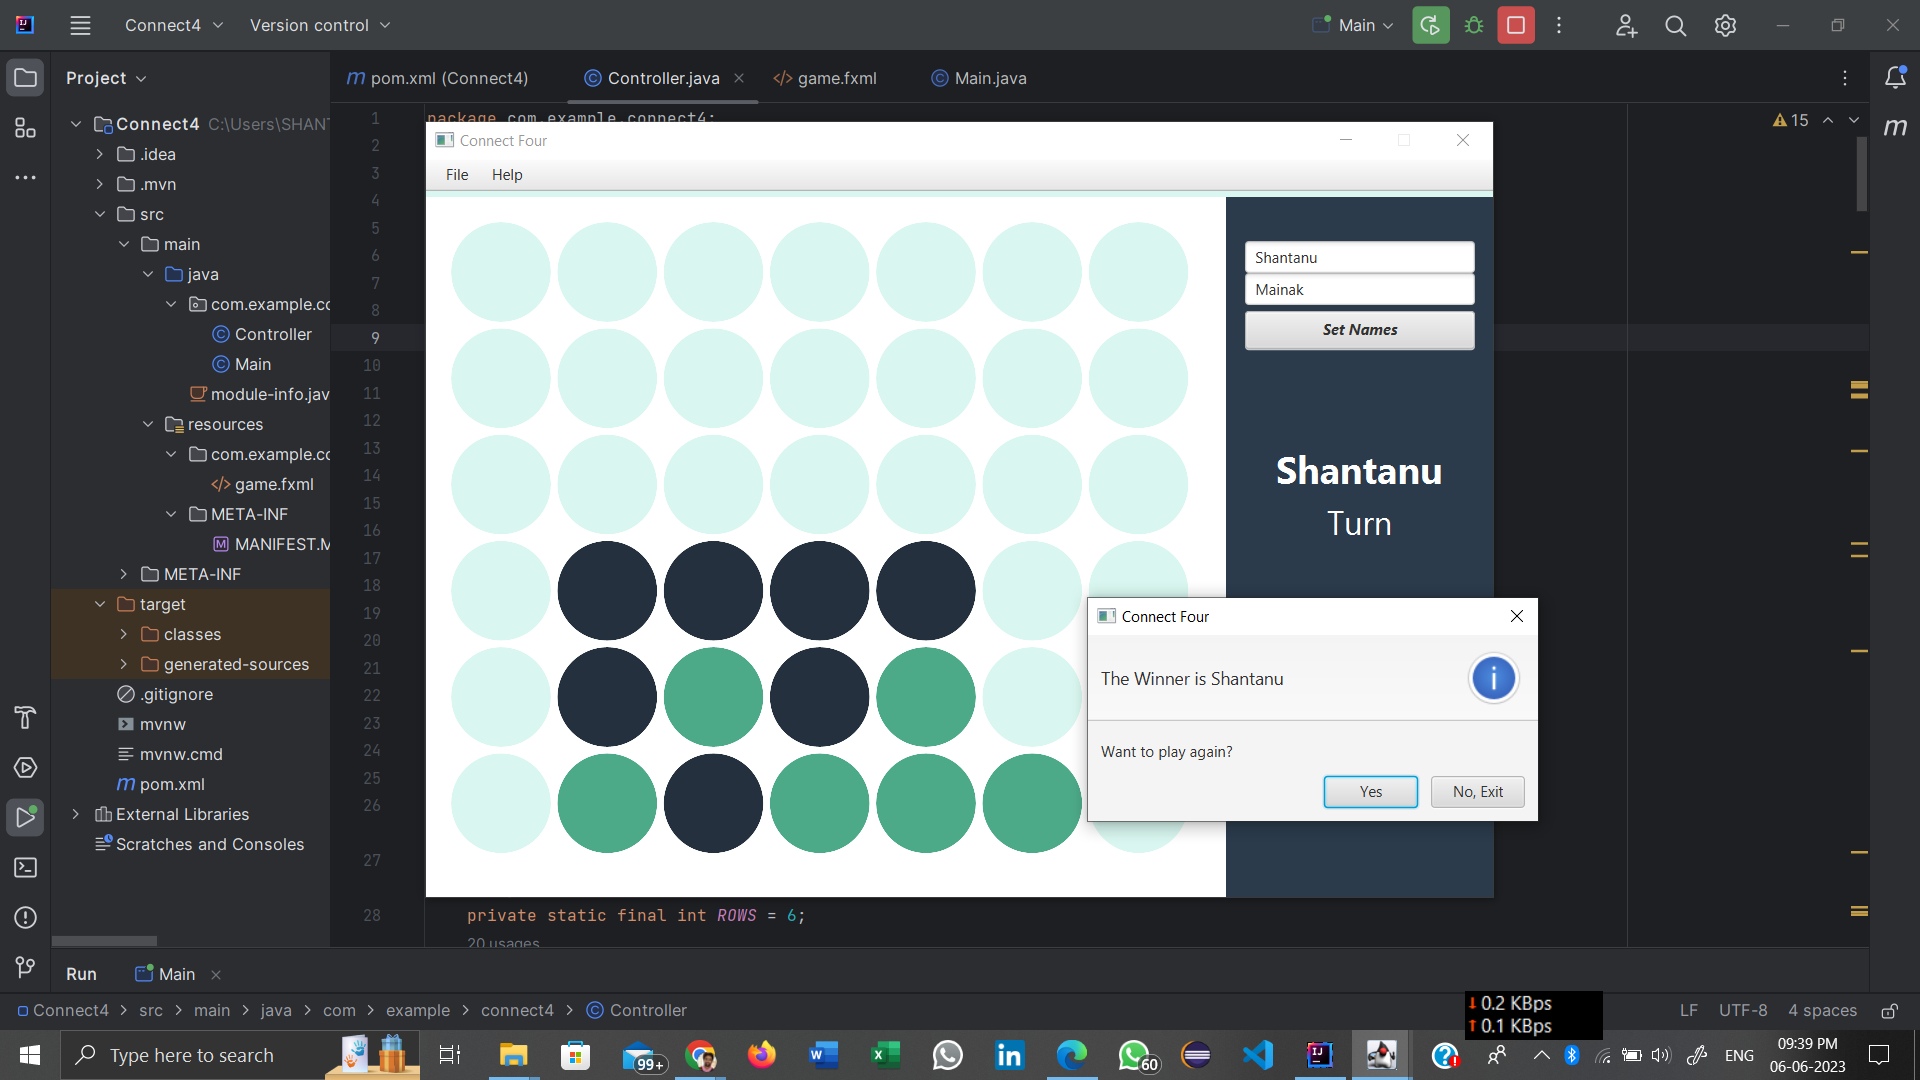 Connect4
Version control
Main
Project
pom.xml (Connect4)
Controller.java
game.fxml
Main.java
Connect4 C:\Users\SHAN
.idea
.mvn
src
main
java
com.example.co
Controller
Main
module-info.jav
resources
com.example.co
game.fxml
META-INF
MANIFEST.M
META-INF
target
classes
generated-sources
.gitignore
mvnw
mvnw.cmd
pom.xml
External Libraries
Scratches and Consoles
1
2
3
4
5
6
7
8
9
10
11
12
13
14
15
16
17
18
19
20
21
22
23
24
25
26
27
28
package com.example.connect4;
15
Connect Four
File Help
Shantanu
Mainak
Set Names
Shantanu
Turn
Connect Four
The Winner is Shantanu
Want to play again?
Yes
No, Exit
private static final int ROWS = 6;
20 usages
Run
Main
Connect4 > src > main > java > com > example > connect4 > Controller
0.2 KBps
0.1 KBps
LF UTF-8 4 spaces
Type here to search
99+
60
ENG
09:39 PM
06-06-2023